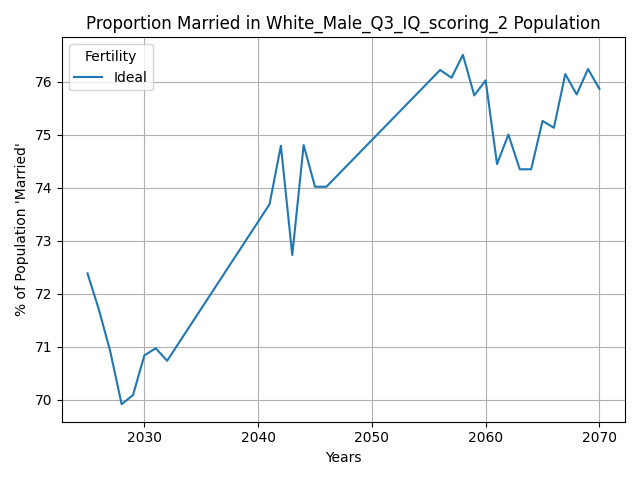 Proportion Married in White_Male_Q3_IQ_scoring_2 Population
Fertility
Ideal
% of Population 'Married'
76
75
74
73
72
71
70
2030
2040
2050
2060
2070
Years